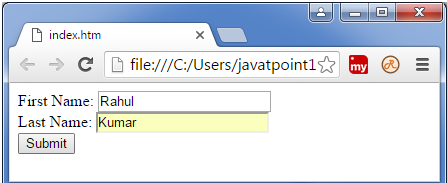 index.htm
file:///C:/Users/javatpoint1
my
First Name: Rahul
Last Name: Kumar
Submit